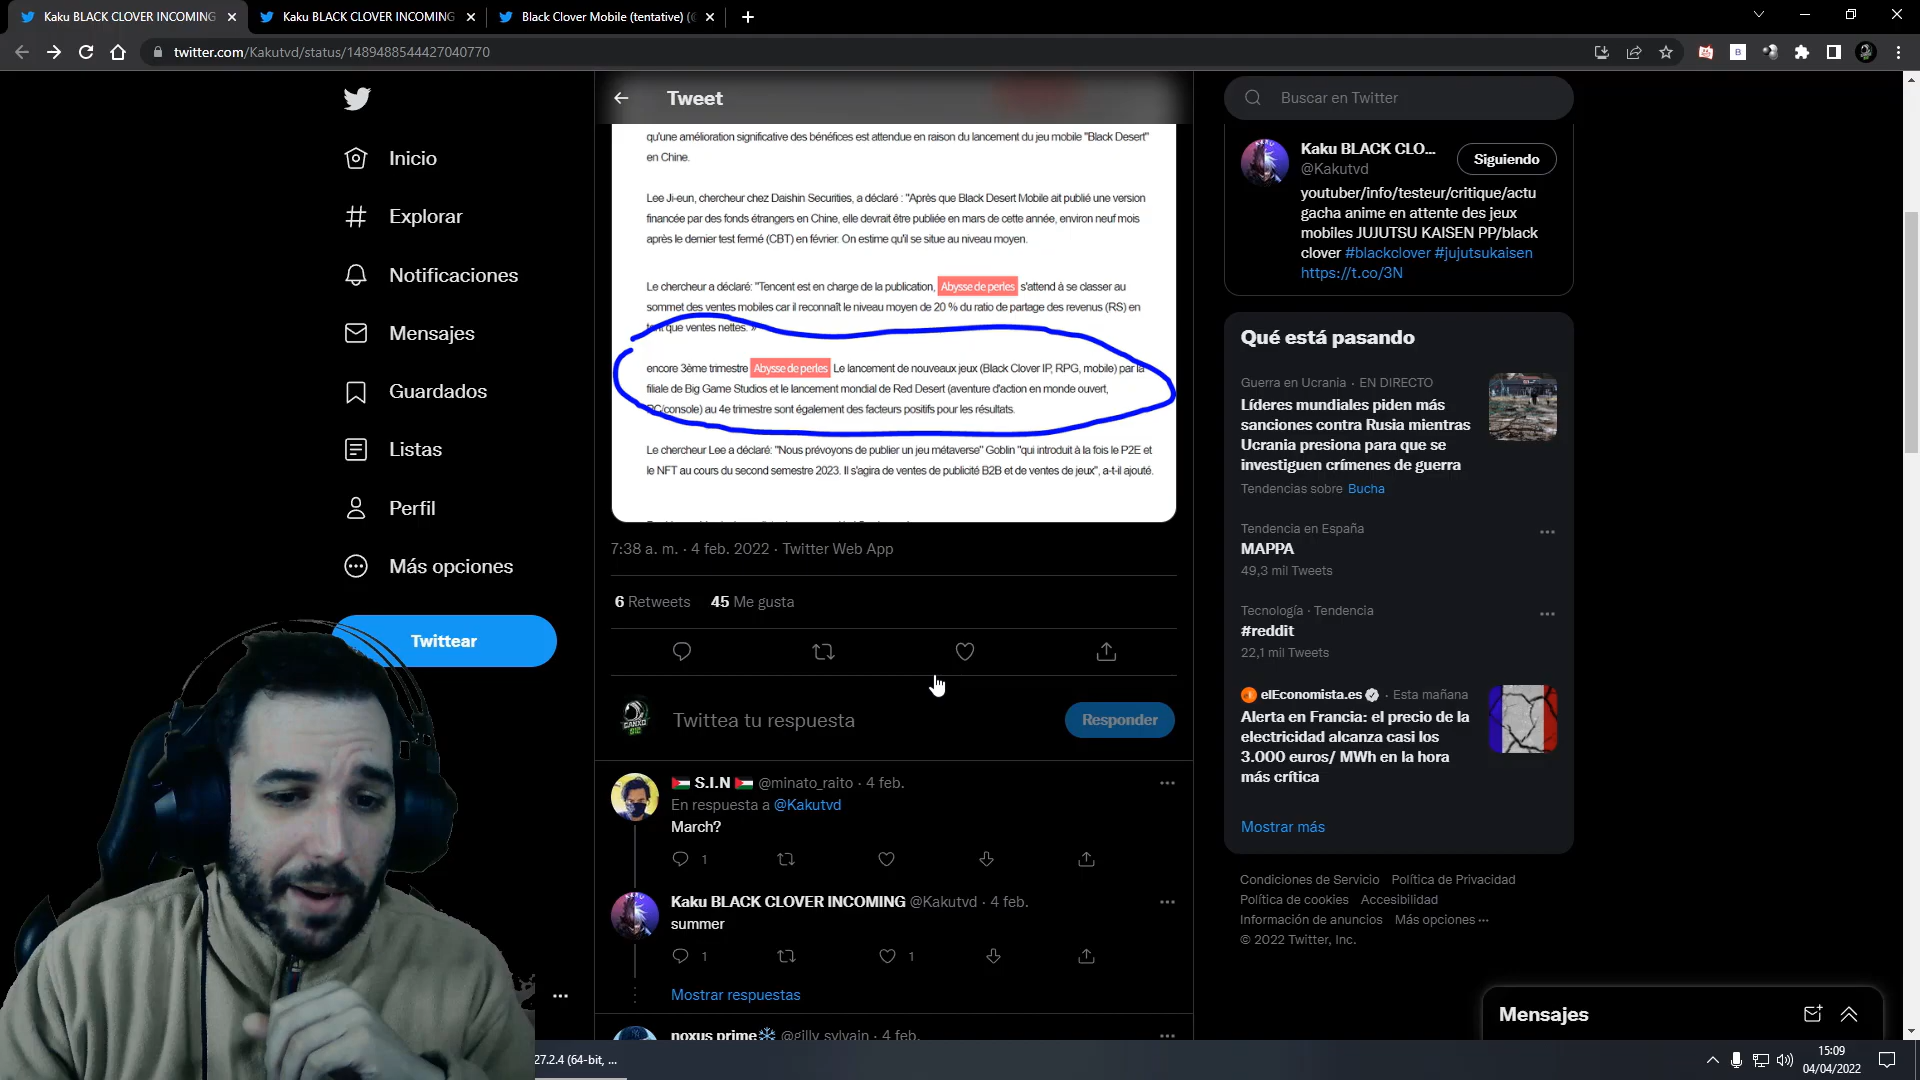 Kaku BLACK CLOVER INCOMING
Kaku BLACK CLOVER INCOMING
Black Clover Mobile (tentative) (
twitter.com/Kakutvd/status/1489488544427040770
Inicio
Explorar
Notificaciones
Mensajes
Guardados
Listas
Perfil
Más opciones
Twittear
Tweet
qu'une amélioration significative des bénéfices est attendue en raison du lancement du jeu mobile "Black Desert"
en Chine.
Lee Ji-eun, chercheur chez Daishin Securities, a déclaré : "Après que Black Desert Mobile ait publié une version
financée par des fonds étrangers en Chine, elle devrait être publiée en mars de cette année, environ neuf mois
après le dernier test fermé (CBT) en février. On estime qu'il se situe au niveau moyen.
Le chercheur a déclaré: "Tencent est en charge de la publication, Abysse de perles s'attend à se classer au
sommet des ventes mobiles car il reconnaît le niveau moyen de 20 % du ratio de partage des revenus (RS) en
tant que ventes nettes. »
encore 3ème trimestre Abysse de perles Le lancement de nouveaux jeux (Black Clover IP, RPG, mobile) par la
filiale de Big Game Studios et le lancement mondial de Red Desert (aventure d'action en monde ouvert,
PC/console) au 4e trimestre sont également des facteurs positifs pour les résultats.
Le chercheur Lee a déclaré: "Nous prévoyons de publier un jeu métaverse" Goblin "qui introduit à la fois le P2E et
le NFT au cours du second semestre 2023. Il s'agira de ventes de publicité B2B et de ventes de jeux", a-t-il ajouté.
7:38 a. m. · 4 feb. 2022 · Twitter Web App
6 Retweets 45 Me gusta
Twittea tu respuesta
Responder
S.I.N @minato_raito · 4 feb.
En respuesta a @Kakutvd
March?
1
Kaku BLACK CLOVER INCOMING @Kakutvd · 4 feb.
summer
1 1
Mostrar respuestas
noxus prime @gilly_sylvain · 4 feb.
Buscar en Twitter
Kaku BLACK CLO...
@Kakutvd
Siguiendo
youtuber/info/testeur/critique/actu
gacha anime en attente des jeux
mobiles JUJUTSU KAISEN PP/black
clover #blackclover #jujutsukaisen
https://t.co/3N
Qué está pasando
Guerra en Ucrania · EN DIRECTO
Líderes mundiales piden más
sanciones contra Rusia mientras
Ucrania presiona para que se
investiguen crímenes de guerra
Tendencias sobre Bucha
Tendencia en España
MAPPA
49,3 mil Tweets
Tecnología · Tendencia
#reddit
22,1 mil Tweets
elEconomista.es · Esta mañana
Alerta en Francia: el precio de la
electricidad alcanza casi los
3.000 euros/ MWh en la hora
más crítica
Mostrar más
Condiciones de Servicio Política de Privacidad
Política de cookies Accesibilidad
Información de anuncios Más opciones ···
© 2022 Twitter, Inc.
Mensajes
27.2.4 (64-bit, ...
15:09
04/04/2022